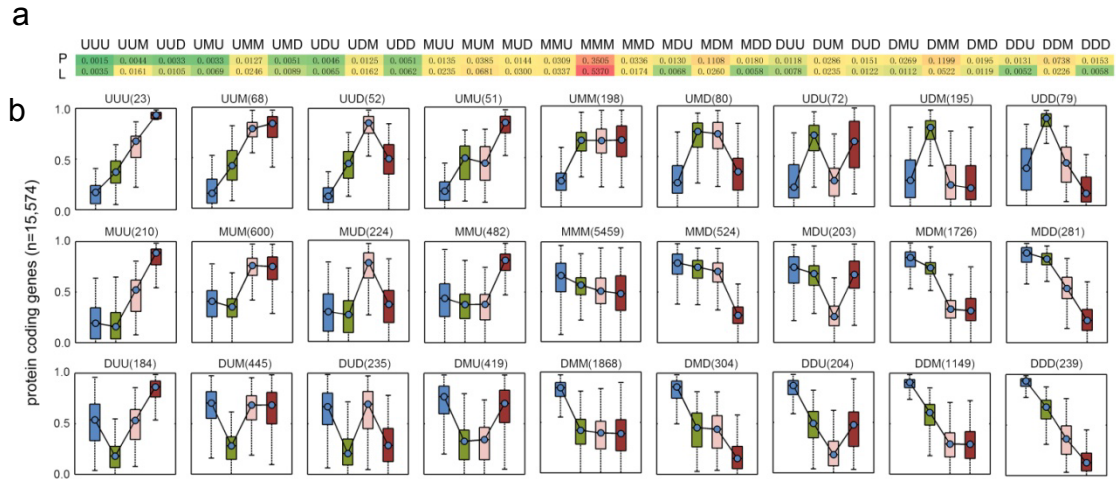 a
UUU UUM UUD UMU UMM UMD UDU UDM UDD MUU MUM MUD MMU MMM MMD MDU MDM MDD DUU DUM DUD DMU DMM DMD DDU DDM DDD
P 0.0015 0.0044 0.0033 0.0033 0.0127 0.0051 0.0046 0.0125 0.0051 0.0135 0.0385 0.0144 0.0309 0.3505 0.0336 0.0130 0.1108 0.0180 0.0118 0.0286 0.0151 0.0269 0.1199 0.0195 0.0131 0.0738 0.0153
L 0.0035 0.0161 0.0105 0.0069 0.0246 0.0089 0.0065 0.0162 0.0062 0.0235 0.0681 0.0300 0.0337 0.5370 0.0174 0.0068 0.0260 0.0058 0.0078 0.0235 0.0122 0.0112 0.0522 0.0119 0.0052 0.0226 0.0058
b
protein coding genes (n=15,574)
UUU(23) UUM(68) UUD(52) UMU(51) UMM(198) UMD(80) UDU(72) UDM(195) UDD(79)
1.0
0.5
0.0
MUU(210) MUM(600) MUD(224) MMU(482) MMM(5459) MMD(524) MDU(203) MDM(1726) MDD(281)
1.0
0.5
0.0
DUU(184) DUM(445) DUD(235) DMU(419) DMM(1868) DMD(304) DDU(204) DDM(1149) DDD(239)
1.0
0.5
0.0